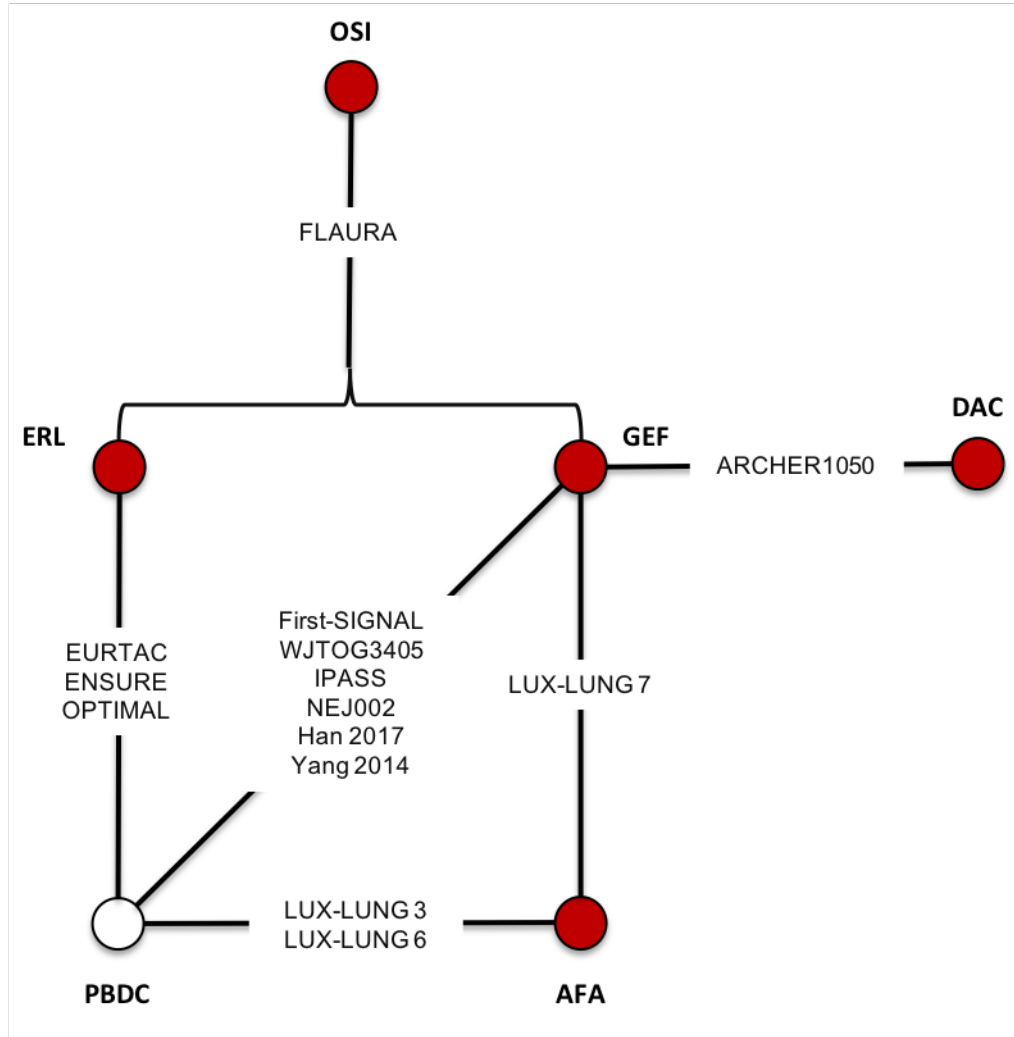 OSI
FLAURA
ERL
GEF
DAC
ARCHER1050
First-SIGNAL
WJTOG3405
IPASS
NEJ002
Han 2017
Yang 2014
EURTAC
ENSURE
OPTIMAL
LUX-LUNG 7
LUX-LUNG 3
LUX-LUNG 6
PBDC
AFA